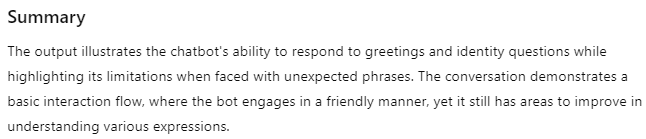 Summary
The output illustrates the chatbot's ability to respond to greetings and identity questions while
highlighting its limitations when faced with unexpected phrases. The conversation demonstrates a
basic interaction flow, where the bot engages in a friendly manner, yet it still has areas to improve in
understanding various expressions.